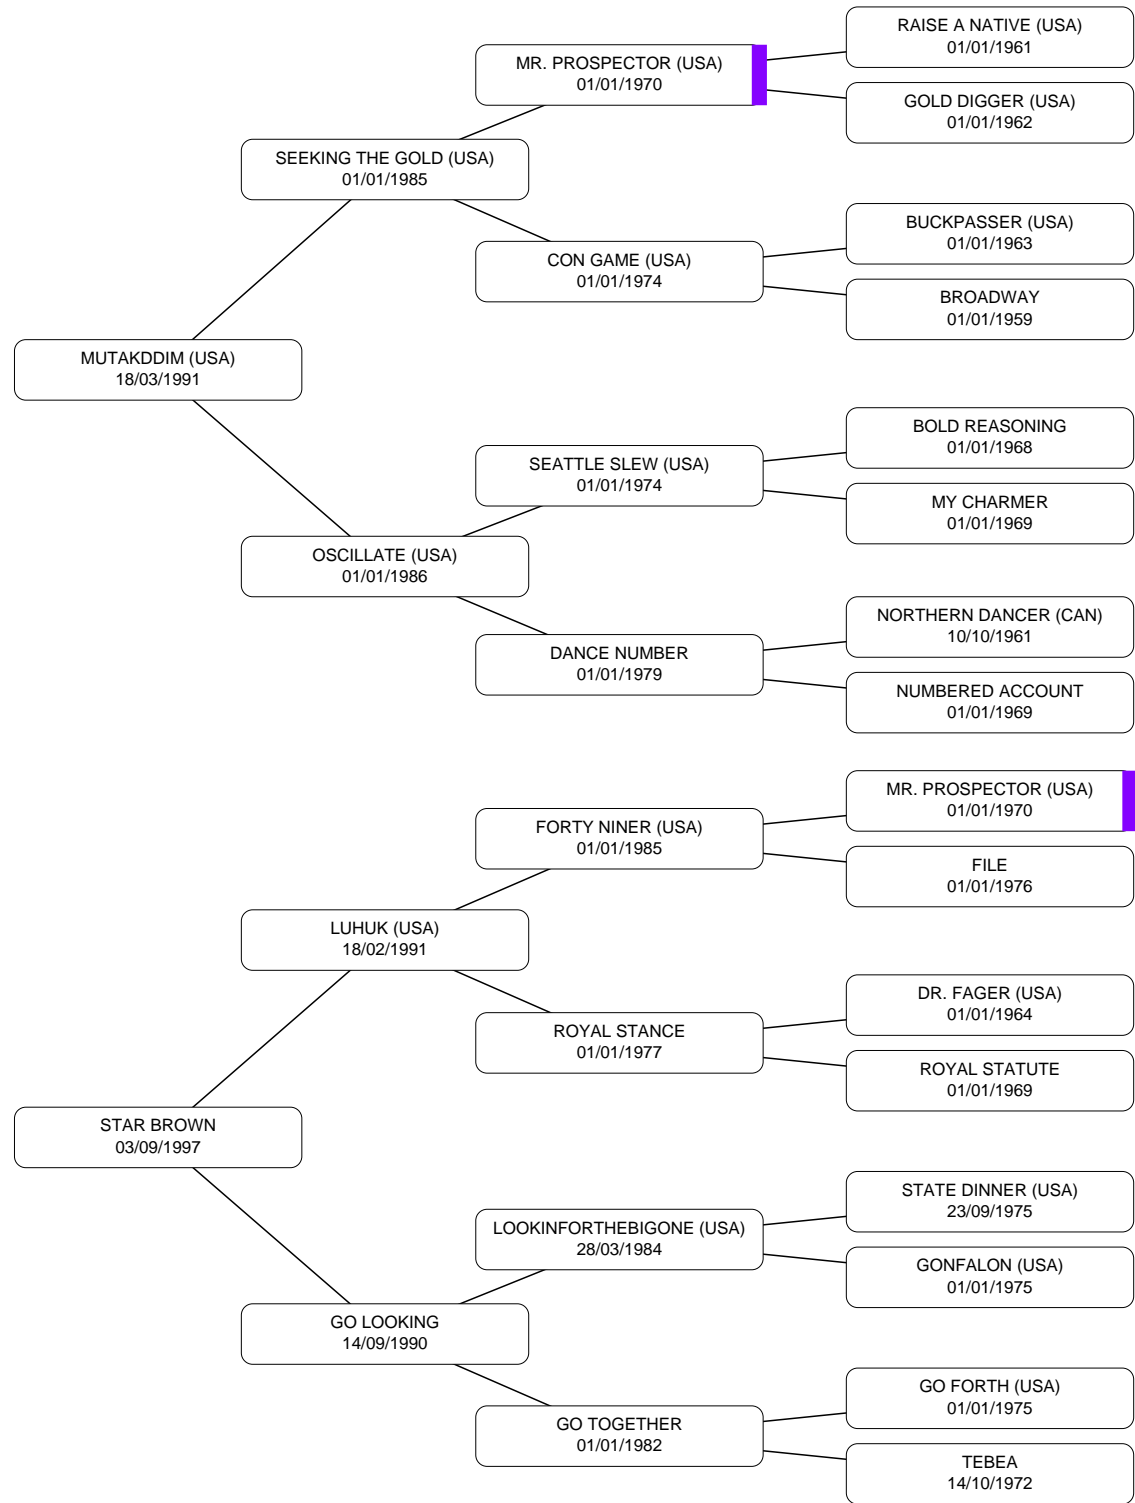 RAISE A NATIVE (USA)
01/01/1961
MR. PROSPECTOR (USA)
01/01/1970
GOLD DIGGER (USA)
01/01/1962
SEEKING THE GOLD (USA)
01/01/1985
BUCKPASSER (USA)
01/01/1963
CON GAME (USA)
01/01/1974
BROADWAY
01/01/1959
MUTAKDDIM (USA)
18/03/1991
BOLD REASONING
01/01/1968
SEATTLE SLEW (USA)
01/01/1974
MY CHARMER
01/01/1969
OSCILLATE (USA)
01/01/1986
NORTHERN DANCER (CAN)
10/10/1961
DANCE NUMBER
01/01/1979
NUMBERED ACCOUNT
01/01/1969
MR. PROSPECTOR (USA)
01/01/1970
FORTY NINER (USA)
01/01/1985
FILE
01/01/1976
LUHUK (USA)
18/02/1991
DR. FAGER (USA)
01/01/1964
ROYAL STANCE
01/01/1977
ROYAL STATUTE
01/01/1969
STAR BROWN
03/09/1997
STATE DINNER (USA)
23/09/1975
LOOKINFORTHEBIGONE (USA)
28/03/1984
GONFALON (USA)
01/01/1975
GO LOOKING
14/09/1990
GO FORTH (USA)
01/01/1975
GO TOGETHER
01/01/1982
TEBEA
14/10/1972